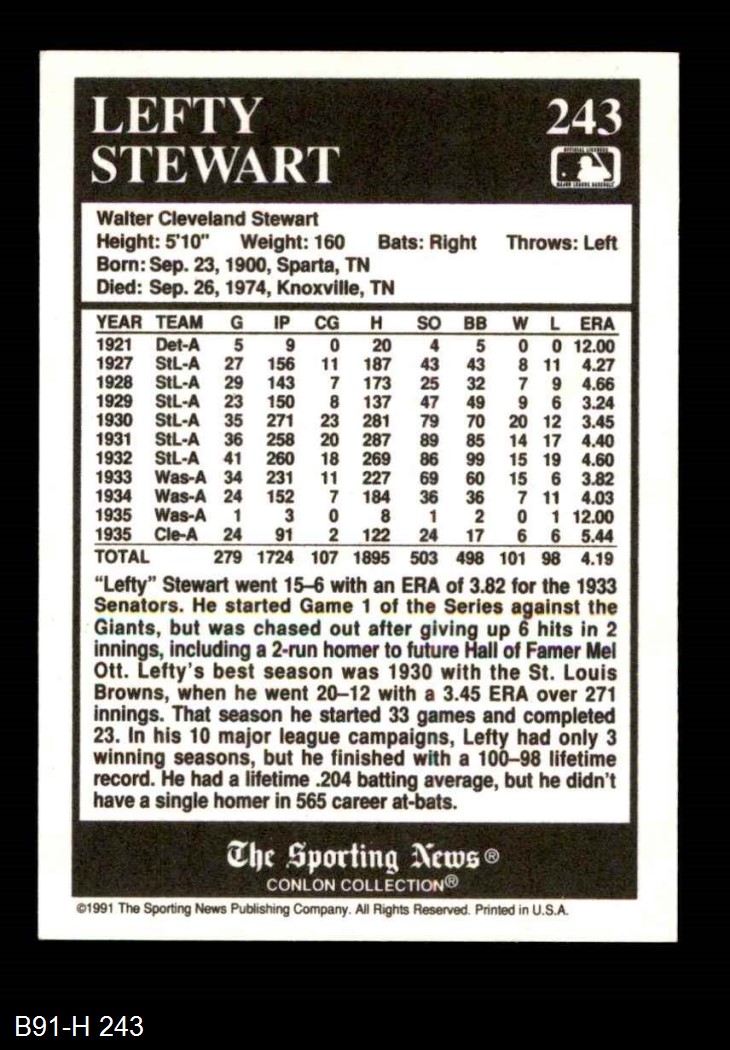 LEFTY
STEWART
243
OFFICIAL LICENSEE
MAJOR LEAGUE BASEBALL
Walter Cleveland Stewart
Height: 5'10" Weight: 160 Bats: Right Throws: Left
Born: Sep. 23, 1900, Sparta, TN
Died: Sep. 26, 1974, Knoxville, TN
YEAR TEAM G IP CG H SO BB W L ERA
1921 Det-A 5 9 0 20 4 5 0 0 12.00
1927 StL-A 27 156 11 187 43 43 8 11 4.27
1928 StL-A 29 143 7 173 25 32 7 9 4.66
1929 StL-A 23 150 8 137 47 49 9 6 3.24
1930 StL-A 35 271 23 281 79 70 20 12 3.45
1931 StL-A 36 258 20 287 89 85 14 17 4.40
1932 StL-A 41 260 18 269 86 99 15 19 4.60
1933 Was-A 34 231 11 227 69 60 15 6 3.82
1934 Was-A 24 152 7 184 36 36 7 11 4.03
1935 Was-A 1 3 0 8 1 2 0 1 12.00
1935 Cle-A 24 91 2 122 24 17 6 6 5.44
TOTAL 279 1724 107 1895 503 498 101 98 4.19
"Lefty" Stewart went 15–6 with an ERA of 3.82 for the 1933
Senators. He started Game 1 of the Series against the
Giants, but was chased out after giving up 6 hits in 2
innings, including a 2-run homer to future Hall of Famer Mel
Ott. Lefty's best season was 1930 with the St. Louis
Browns, when he went 20–12 with a 3.45 ERA over 271
innings. That season he started 33 games and completed
23. In his 10 major league campaigns, Lefty had only 3
winning seasons, but he finished with a 100–98 lifetime
record. He had a lifetime .204 batting average, but he didn't
have a single homer in 565 career at-bats.
The Sporting News®
CONLON COLLECTION®
©1991 The Sporting News Publishing Company. All Rights Reserved. Printed in U.S.A.
B91-H 243